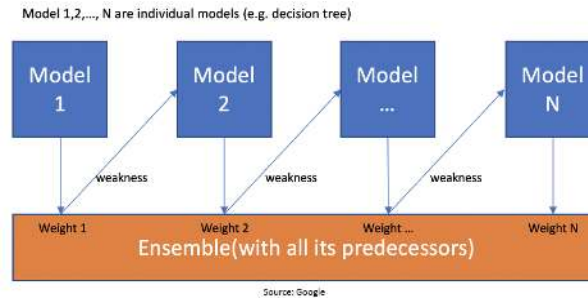 Model 1,2,..., N are individual models (e.g. decision tree)
Model
1
Model
2
Model
...
Model
N
weakness
weakness
weakness
Weight 1
Weight 2
Weight ...
Weight N
Ensemble(with all its predecessors)
Source: Google